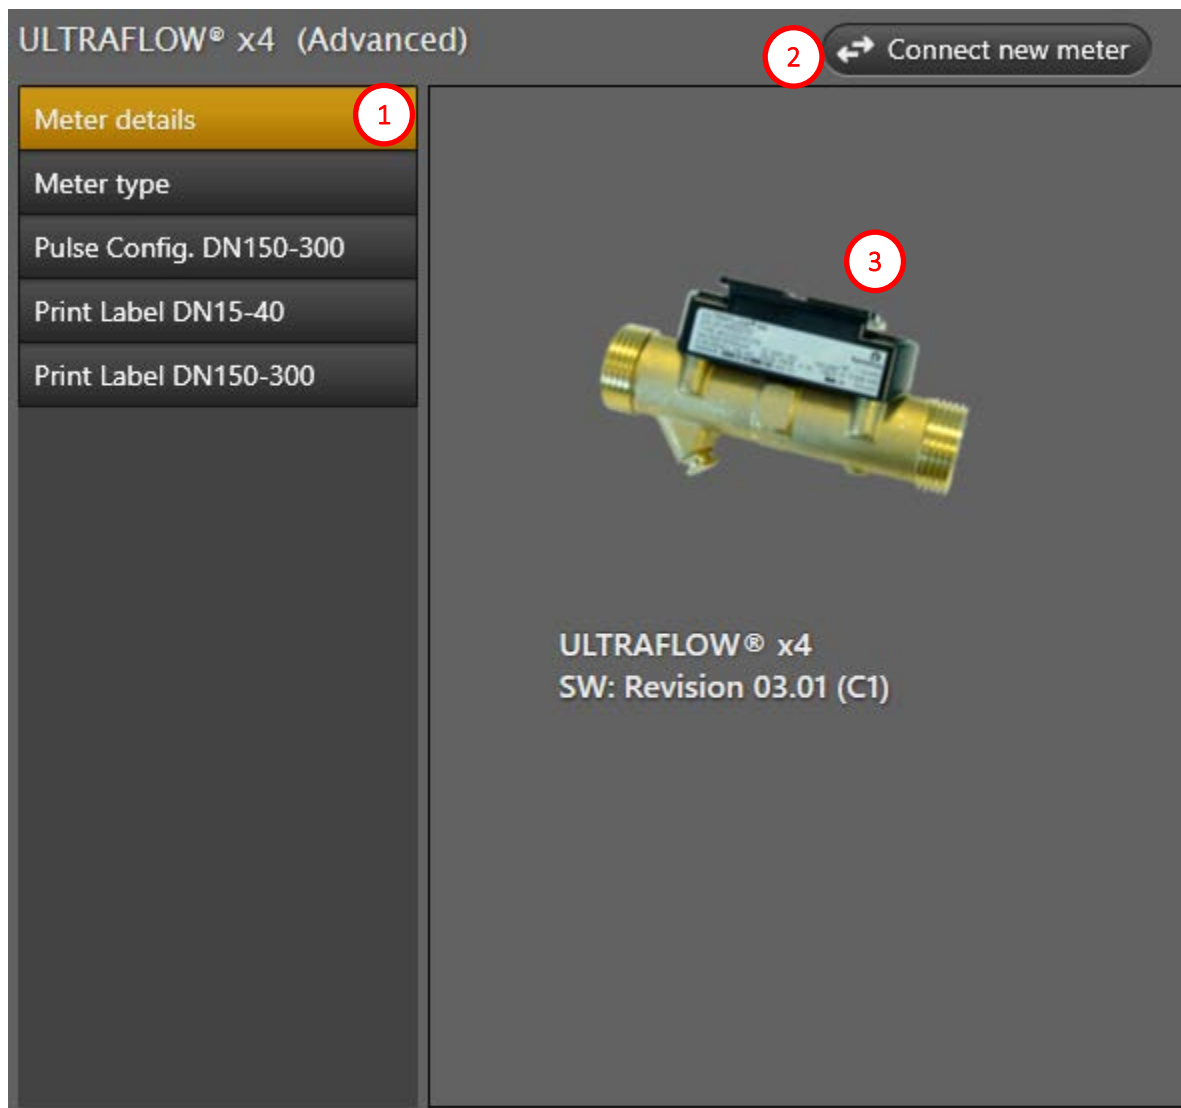 ULTRAFLOW® x4 (Advanced)
2
Connect new meter
Meter details
1
Meter type
Pulse Config. DN150-300
Print Label DN15-40
Print Label DN150-300
3
ULTRAFLOW® x4
SW: Revision 03.01 (C1)